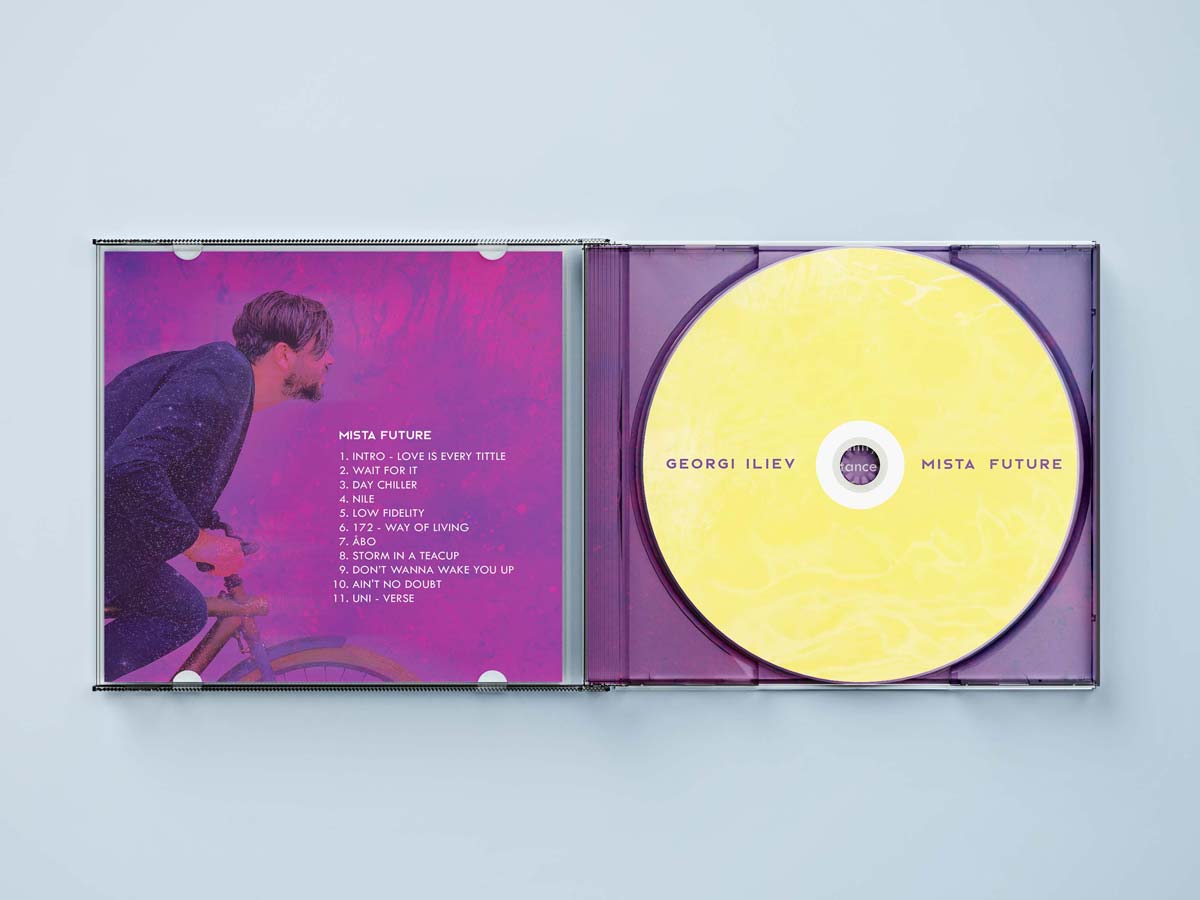 MISTA FUTURE
1. INTRO - LOVE IS EVERY TITTLE
2. WAIT FOR IT
3. DAY CHILLER
4. NILE
5. LOW FIDELITY
6. 172 - WAY OF LIVING
7. ÅBO
8. STORM IN A TEACUP
9. DON'T WANNA WAKE YOU UP
10. AIN'T NO DOUBT
11. UNI - VERSE
GEORGI ILIEV
MISTA FUTURE